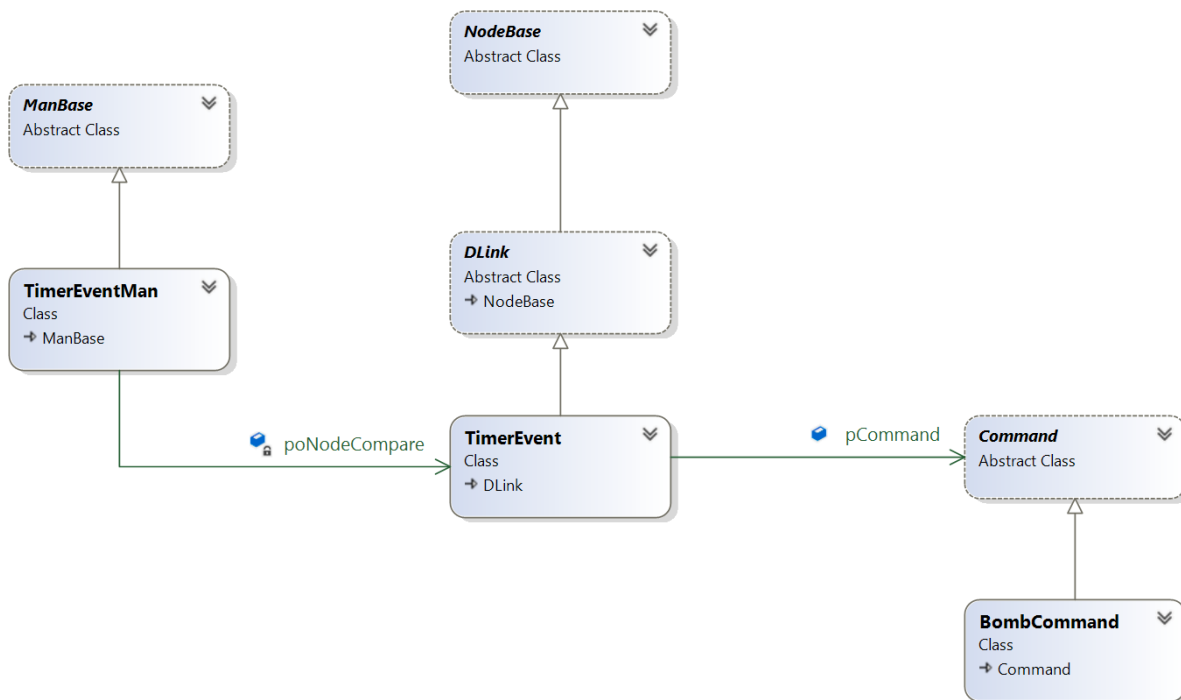 NodeBase
Abstract Class
ManBase
Abstract Class
DLink
Abstract Class
NodeBase
TimerEventMan
Class
ManBase
poNodeCompare
TimerEvent
Class
DLink
pCommand
Command
Abstract Class
BombCommand
Class
Command